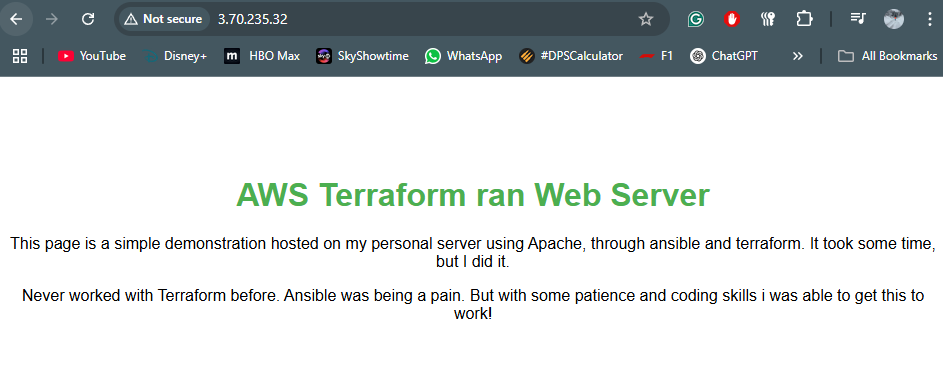 Not secure
3.70.235.32
YouTube Disney+ m HBO Max SkyShowtime WhatsApp #DPSCalculator F1 ChatGPT » All Bookmarks
AWS Terraform ran Web Server
This page is a simple demonstration hosted on my personal server using Apache, through ansible and terraform. It took some time,
but I did it.
Never worked with Terraform before. Ansible was being a pain. But with some patience and coding skills i was able to get this to
work!